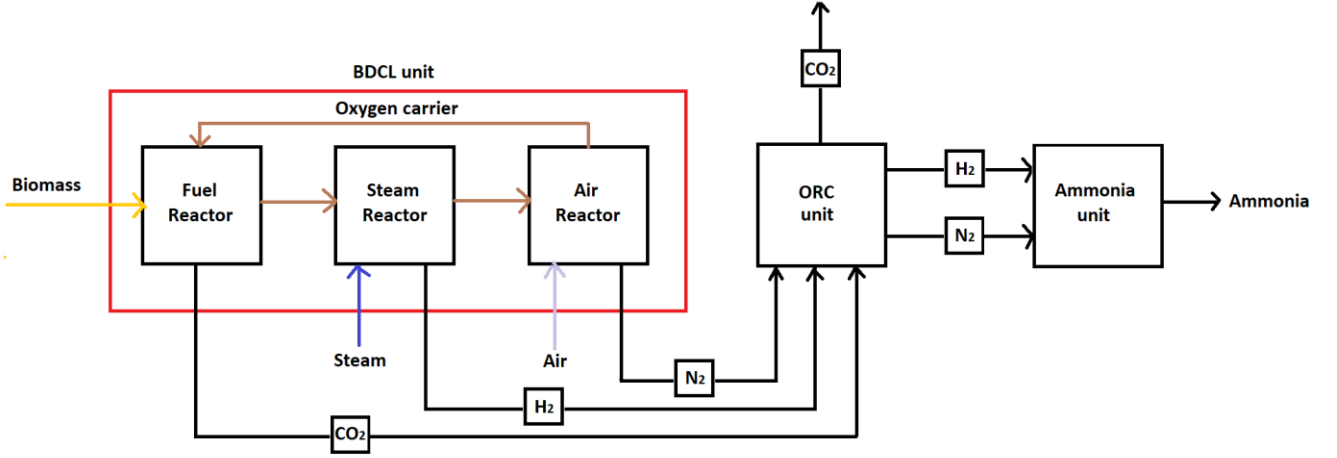 BDCL unit
Oxygen carrier
Biomass
Fuel
Reactor
Steam
Reactor
Air
Reactor
Steam
Air
N₂
H₂
CO₂
CO₂
ORC
unit
H₂
N₂
Ammonia
unit
Ammonia